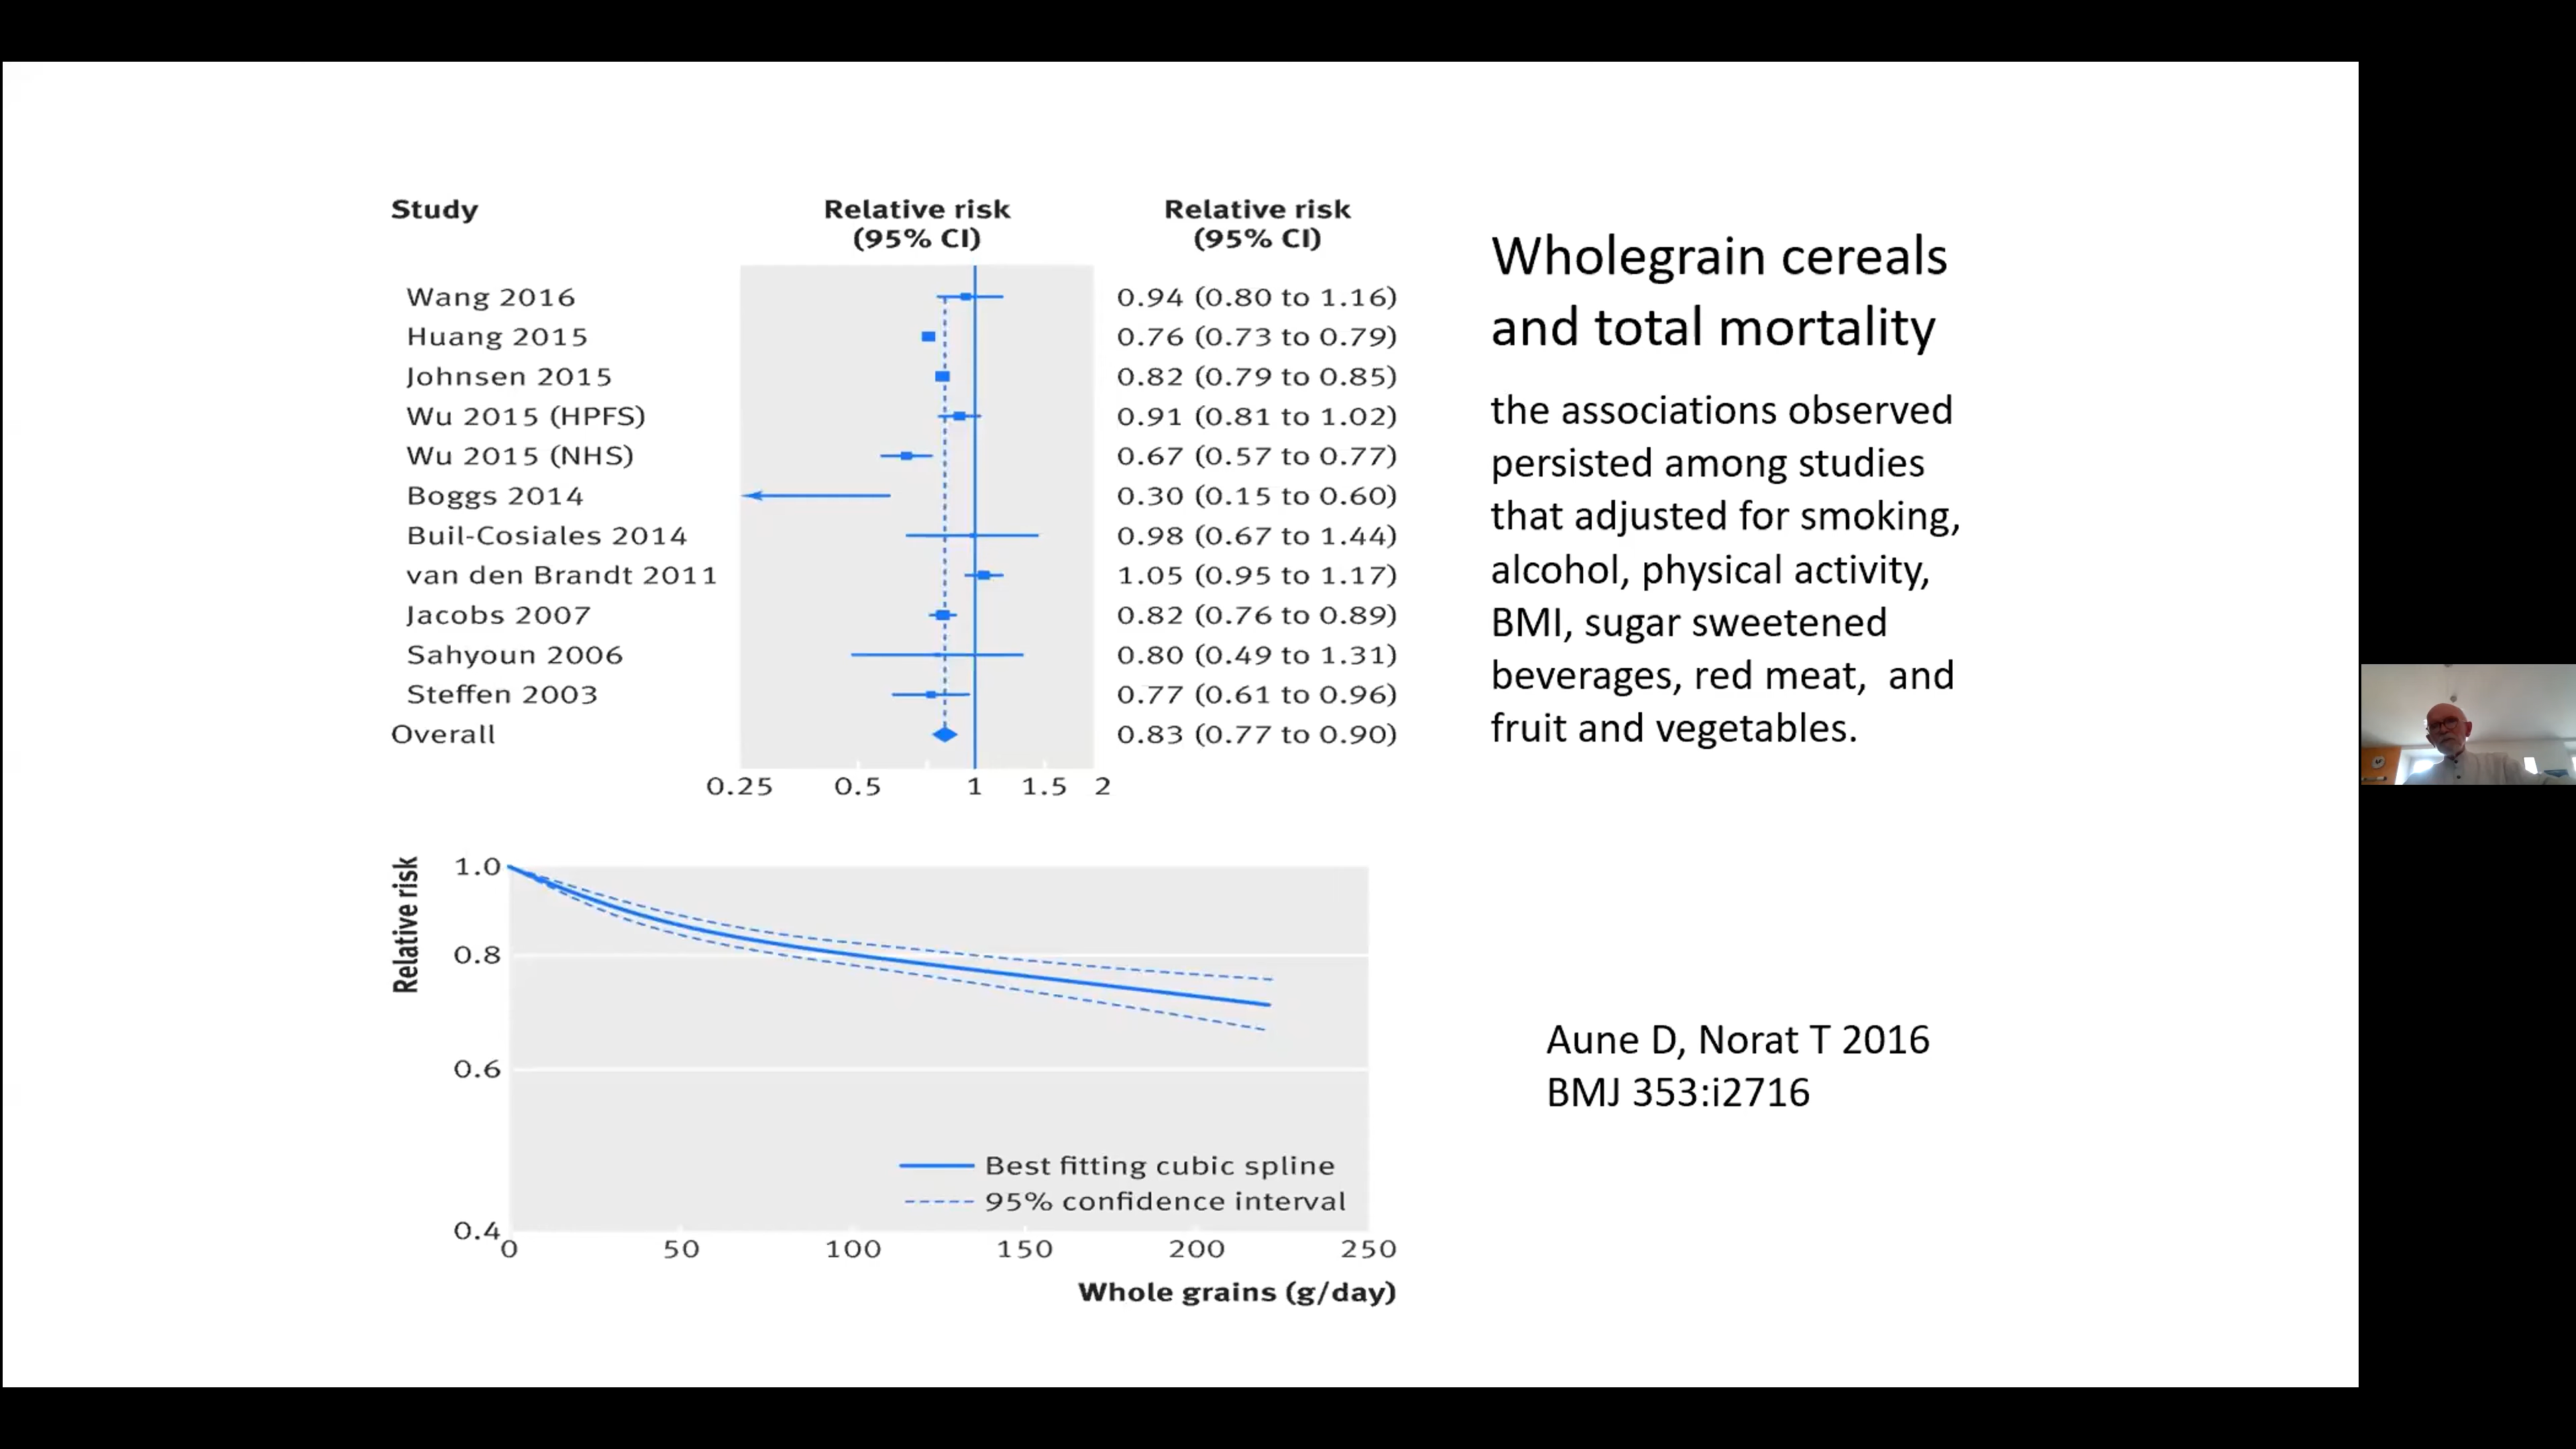 Study
Relative risk
(95% CI)
Relative risk
(95% CI)
Wang 2016 0.94 (0.80 to 1.16)
Huang 2015 0.76 (0.73 to 0.79)
Johnsen 2015 0.82 (0.79 to 0.85)
Wu 2015 (HPFS) 0.91 (0.81 to 1.02)
Wu 2015 (NHS) 0.67 (0.57 to 0.77)
Boggs 2014 0.30 (0.15 to 0.60)
Buil-Cosiales 2014 0.98 (0.67 to 1.44)
van den Brandt 2011 1.05 (0.95 to 1.17)
Jacobs 2007 0.82 (0.76 to 0.89)
Sahyoun 2006 0.80 (0.49 to 1.31)
Steffen 2003 0.77 (0.61 to 0.96)
Overall 0.83 (0.77 to 0.90)
0.25 0.5 1 1.5 2
Wholegrain cereals
and total mortality
the associations observed
persisted among studies
that adjusted for smoking,
alcohol, physical activity,
BMI, sugar sweetened
beverages, red meat,  and
fruit and vegetables.
Relative risk
1.0
0.8
0.6
0.4
Best fitting cubic spline
95% confidence interval
0 50 100 150 200 250
Whole grains (g/day)
Aune D, Norat T 2016
BMJ 353:i2716